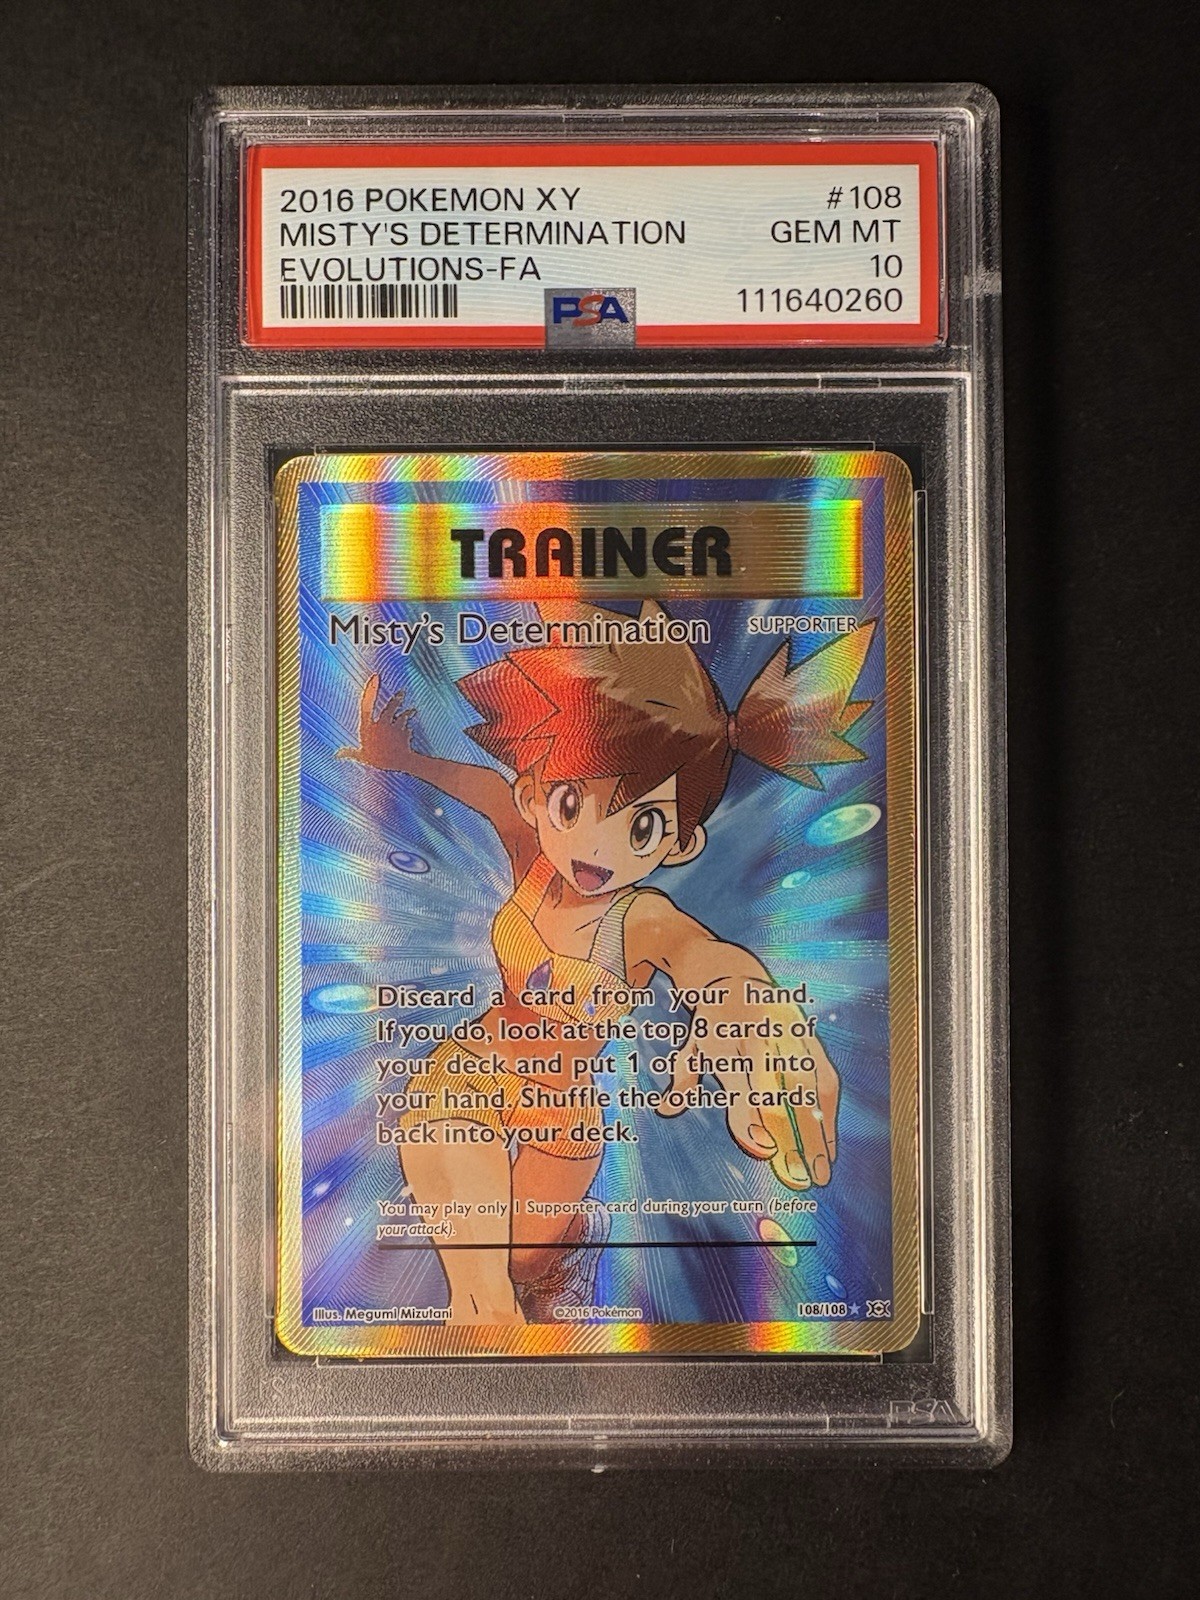 2016 POKEMON XY #108
MISTY'S DETERMINATION GEM MT
EVOLUTIONS-FA 10
PSA 111640260
TRAINER
Misty's Determination SUPPORTER
Discard a card from your hand.
If you do, look at the top 8 cards of
your deck and put 1 of them into
your hand. Shuffle the other cards
back into your deck.
You may play only 1 Supporter card during your turn (before
your attack).
Illus. Megumi Mizutani ©2016 Pokémon 108/108
PSA